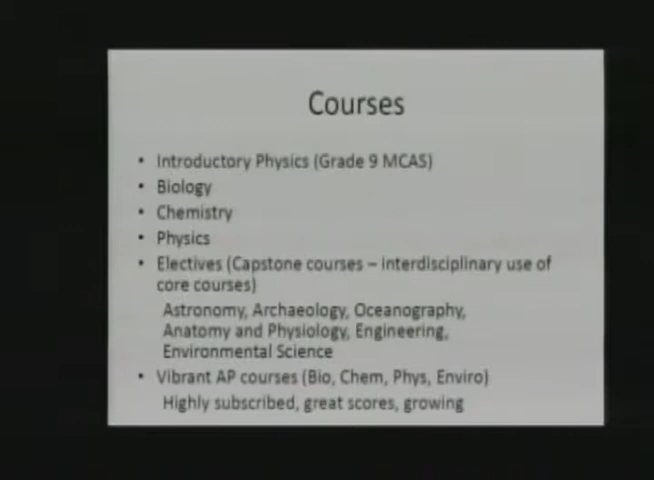 Courses
• Introductory Physics (Grade 9 MCAS)
• Biology
• Chemistry
• Physics
• Electives (Capstone courses – interdisciplinary use of
core courses)
Astronomy, Archaeology, Oceanography,
Anatomy and Physiology, Engineering,
Environmental Science
• Vibrant AP courses (Bio, Chem, Phys, Enviro)
Highly subscribed, great scores, growing